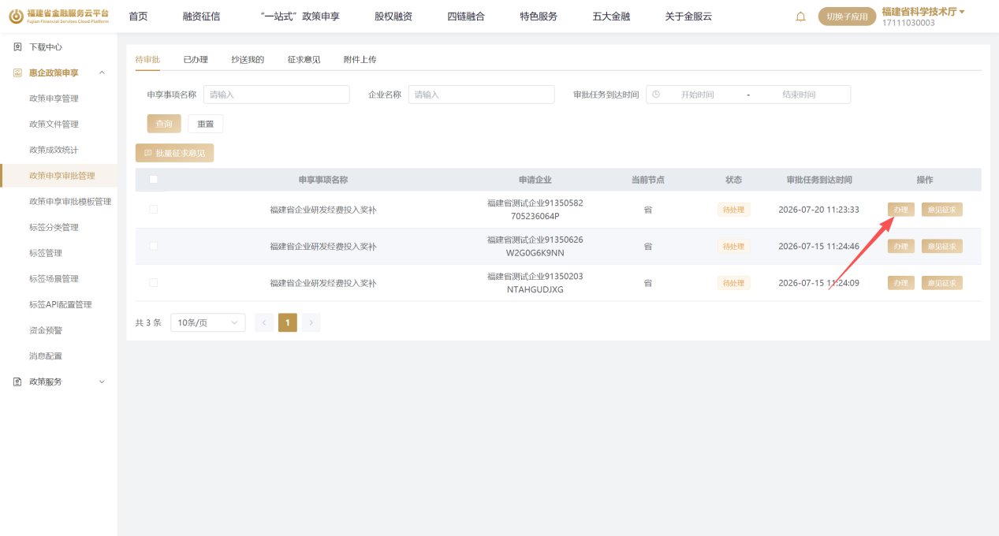 福建省金融服务云平台
Fujian Financial Services Cloud Platform
首页 融资征信 “一站式”政策申享 股权融资 四链融合 特色服务 五大金融 关于金服云
切换子应用
福建省科学技术厅
17111030003
下载中心
惠企政策申享
政策申享管理
政策文件管理
政策成效统计
政策申享审批管理
政策申享审批模板管理
标签分类管理
标签管理
标签场景管理
标签API配置管理
资金预警
消息配置
政策服务
待审批 已办理 抄送我的 征求意见 附件上传
申享事项名称 请输入 企业名称 请输入 审批任务到达时间 开始时间 - 结束时间
查询 重置
批量征求意见
申享事项名称 申请企业 当前节点 状态 审批任务到达时间 操作
福建省企业研发经费投入奖补 福建省测试企业91350582705236064P 省 待处理 2026-07-20 11:23:33 办理 意见征求
福建省企业研发经费投入奖补 福建省测试企业91350626W2G0G6K9NN 省 待处理 2026-07-15 11:24:46 办理 意见征求
福建省企业研发经费投入奖补 福建省测试企业91350203NTAHGUDJXG 省 待处理 2026-07-15 11:24:09 办理 意见征求
共 3 条 10条/页 1